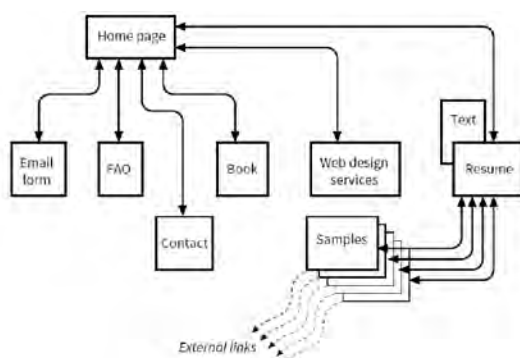 Home page
Text
Email
form
FAQ
Book
Web design
services
Resume
Contact
Samples
External links